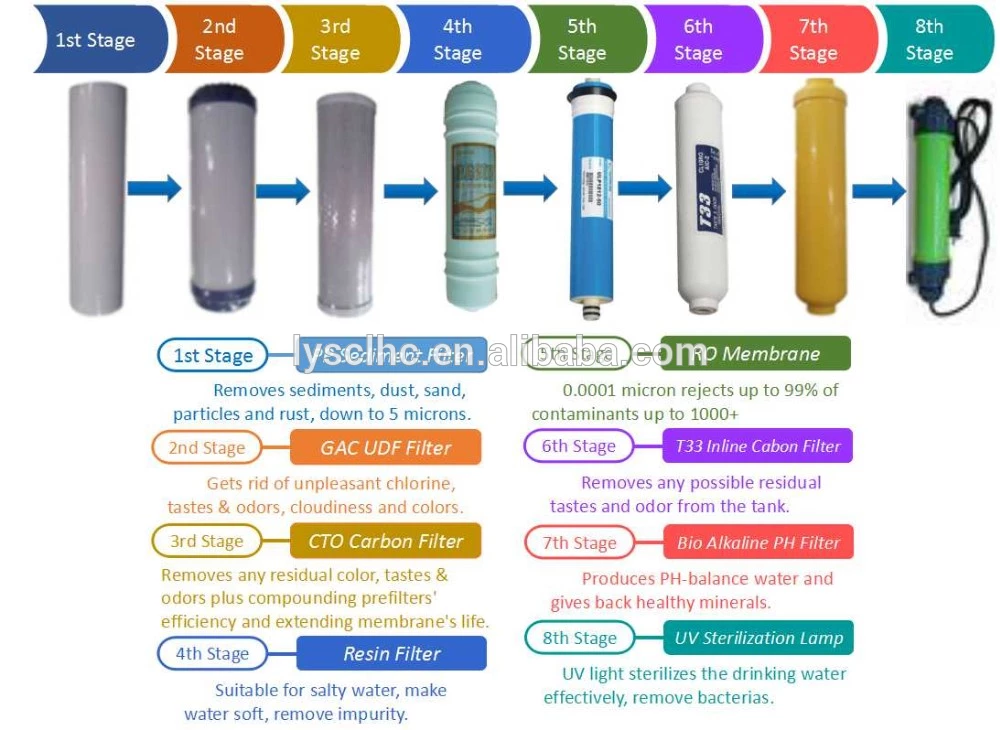 1st Stage
2nd
Stage
3rd
Stage
4th
Stage
5th
Stage
6th
Stage
7th
Stage
8th
Stage
T33
lysclhc.en.alibaba.com
1st Stage
Sediment Filter
Removes sediments, dust, sand,
particles and rust, down to 5 microns.
2nd Stage
GAC UDF Filter
Gets rid of unpleasant chlorine,
tastes & odors, cloudiness and colors.
3rd Stage
CTO Carbon Filter
Removes any residual color, tastes &
odors plus compounding prefilters'
efficiency and extending membrane's life.
4th Stage
Resin Filter
Suitable for salty water, make
water soft, remove impurity.
5th Stage
RO Membrane
0.0001 micron rejects up to 99% of
contaminants up to 1000+
6th Stage
T33 Inline Cabon Filter
Removes any possible residual
tastes and odor from the tank.
7th Stage
Bio Alkaline PH Filter
Produces PH-balance water and
gives back healthy minerals.
8th Stage
UV Sterilization Lamp
UV light sterilizes the drinking water
effectively, remove bacterias.